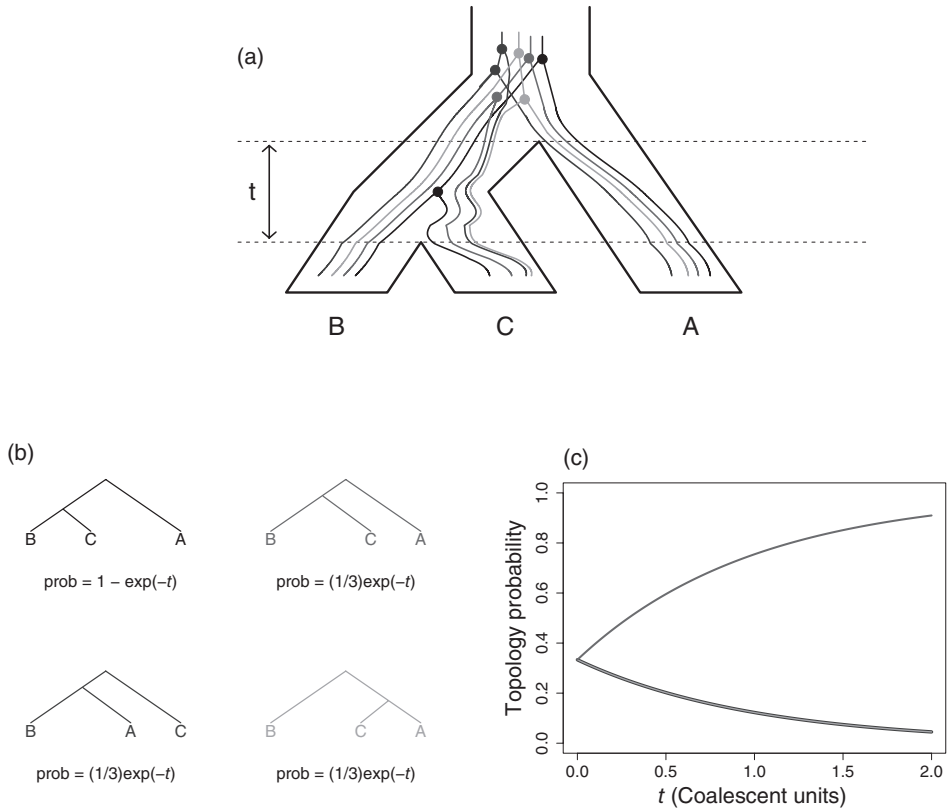 (a)
t
B C A
(b)
B C A
prob = 1 − exp(−t)
B C A
prob = (1/3)exp(−t)
B A C
prob = (1/3)exp(−t)
B C A
prob = (1/3)exp(−t)
(c)
Topology probability
1.0
0.8
0.6
0.4
0.2
0.0
0.0 0.5 1.0 1.5 2.0
t (Coalescent units)